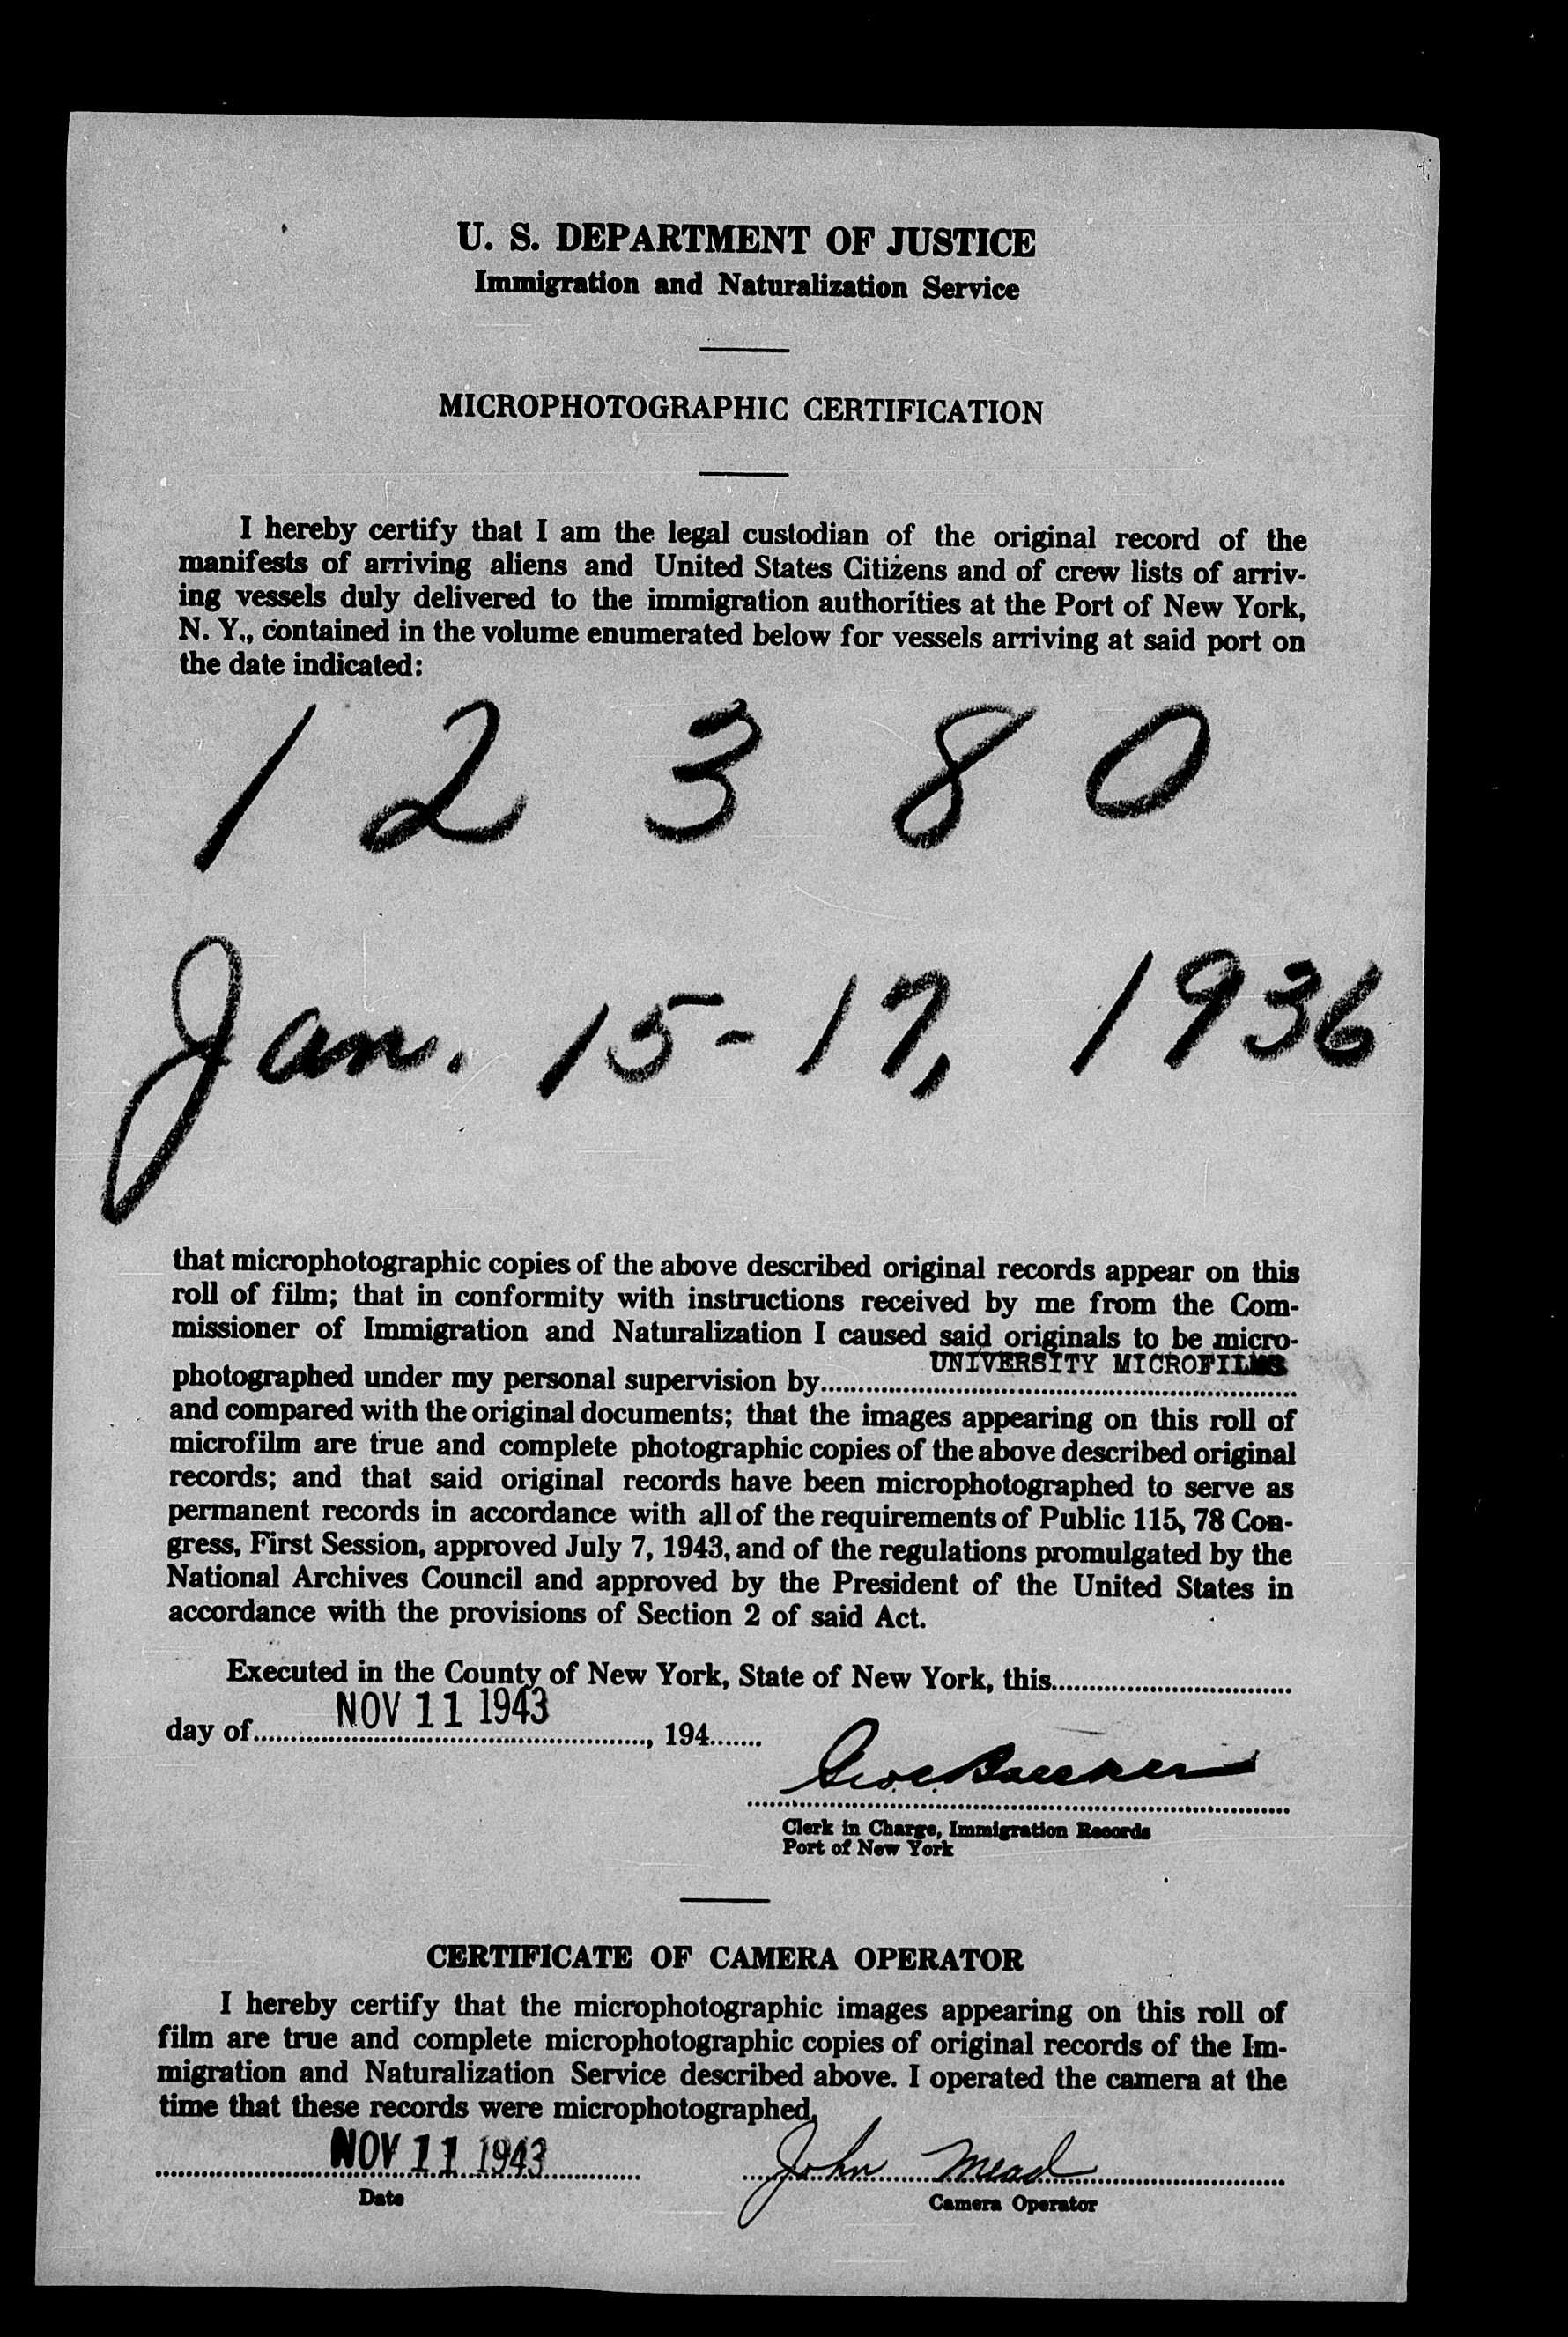 U. S. DEPARTMENT OF JUSTICE
Immigration and Naturalization Service
MICROPHOTOGRAPHIC CERTIFICATION
I hereby certify that I am the legal custodian of the original record of the
manifests of arriving aliens and United States Citizens and of crew lists of arriv-
ing vessels duly delivered to the immigration authorities at the Port of New York,
N. Y., contained in the volume enumerated below for vessels arriving at said port on
the date indicated:
1 2 3 8 0
Jan. 15-17, 1936
that microphotographic copies of the above described original records appear on this
roll of film; that in conformity with instructions received by me from the Com-
missioner of Immigration and Naturalization I caused said originals to be micro-
photographed under my personal supervision by UNIVERSITY MICROFILMS
and compared with the original documents; that the images appearing on this roll of
microfilm are true and complete photographic copies of the above described original
records; and that said original records have been microphotographed to serve as
permanent records in accordance with all of the requirements of Public 115, 78 Con-
gress, First Session, approved July 7, 1943, and of the regulations promulgated by the
National Archives Council and approved by the President of the United States in
accordance with the provisions of Section 2 of said Act.
Executed in the County of New York, State of New York, this
day of NOV 11 1943, 194
Clerk in Charge, Immigration Records
Port of New York
CERTIFICATE OF CAMERA OPERATOR
I hereby certify that the microphotographic images appearing on this roll of
film are true and complete microphotographic copies of original records of the Im-
migration and Naturalization Service described above. I operated the camera at the
time that these records were microphotographed.
NOV 11 1943 John Mead
Date Camera Operator